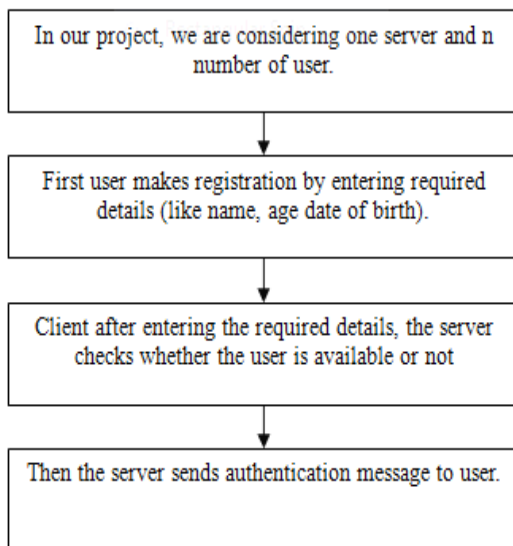 In our project, we are considering one server and n
number of user.
First user makes registration by entering required
details (like name, age date of birth).
Client after entering the required details, the server
checks whether the user is available or not
Then the server sends authentication message to user.